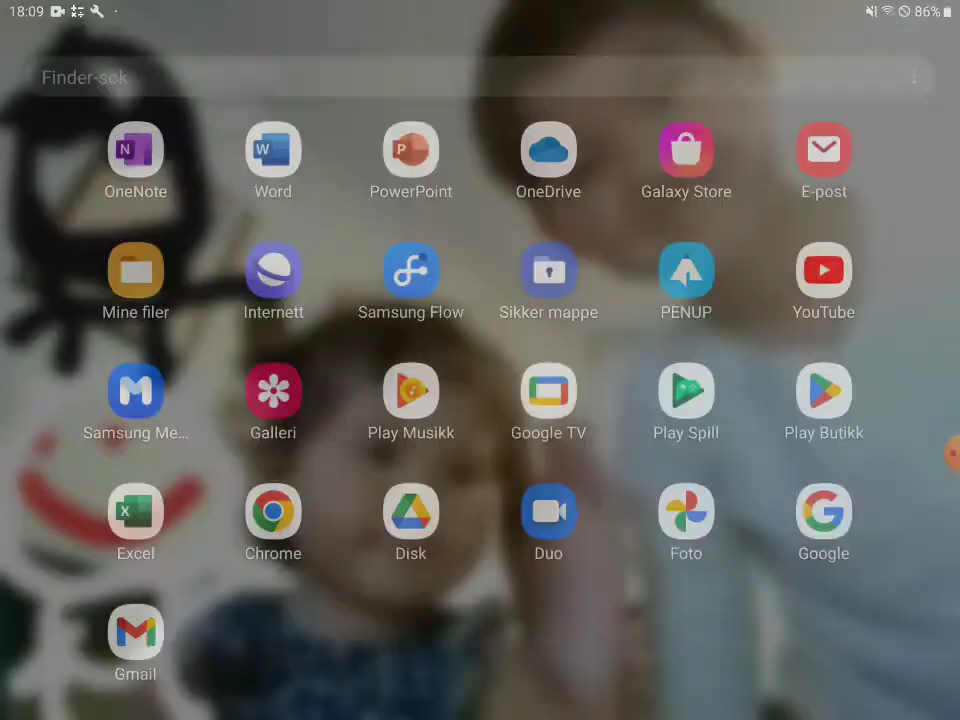 18:09
86%
Finder-søk
OneNote Word PowerPoint OneDrive Galaxy Store E-post
Mine filer Internett Samsung Flow Sikker mappe PENUP YouTube
Samsung Me... Galleri Play Musikk Google TV Play Spill Play Butikk
Excel Chrome Disk Duo Foto Google
Gmail